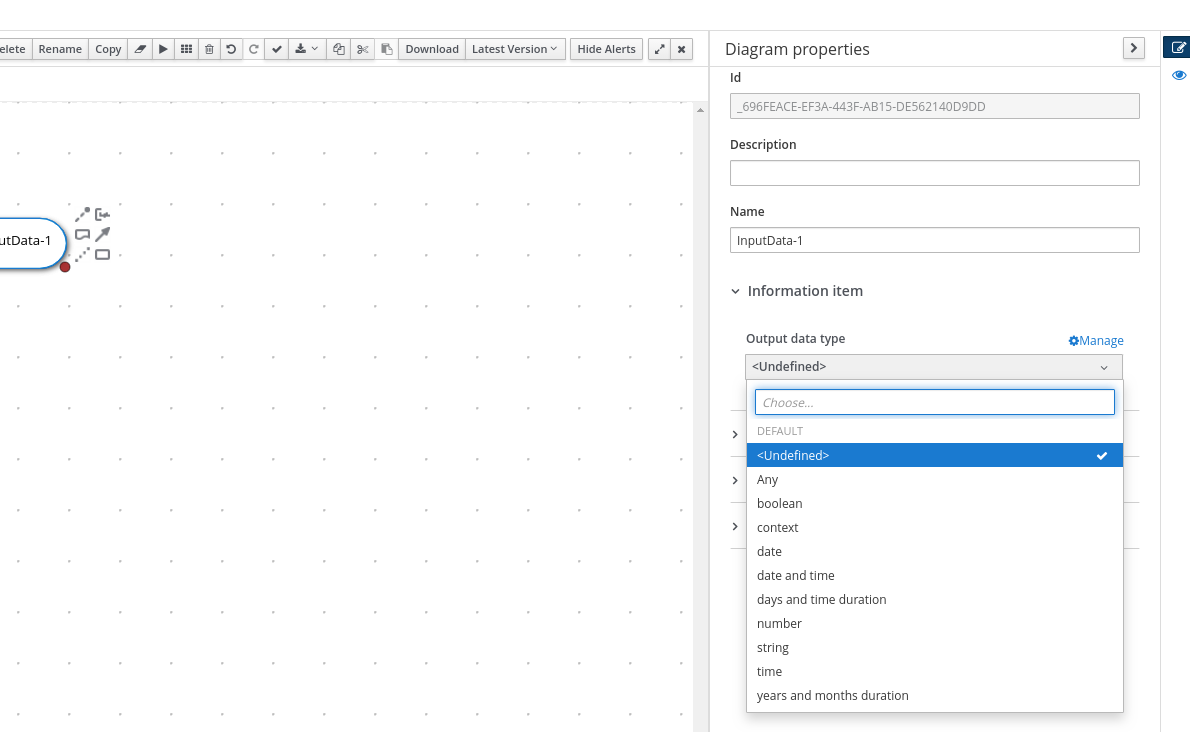 elete Rename Copy Download Latest Version Hide Alerts
Diagram properties
Id
_696FEACE-EF3A-443F-AB15-DE562140D9DD
Description
Name
InputData-1
utData-1
Information item
Output data type
Manage
<Undefined>
Choose...
DEFAULT
<Undefined>
Any
boolean
context
date
date and time
days and time duration
number
string
time
years and months duration